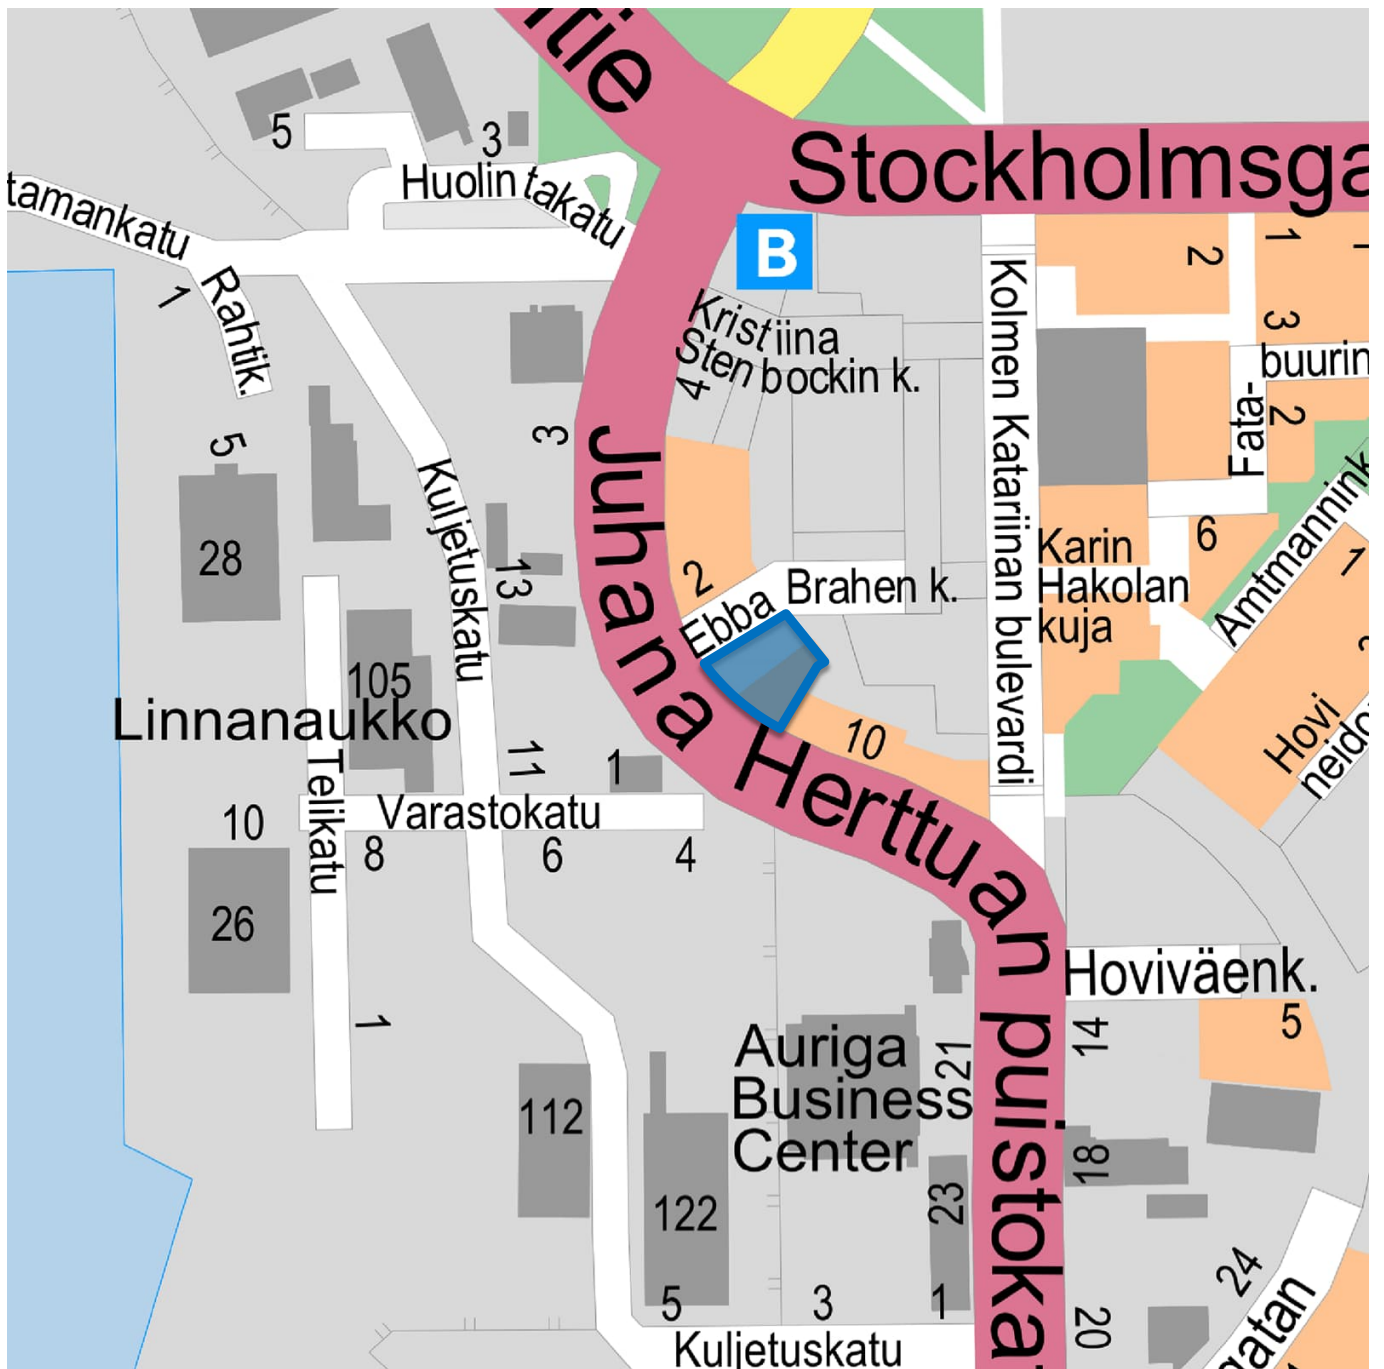 tie
Stockholmsga
5
3
Huolintakatu
tamankatu
B
2
1
1
Rahtik.
Kristiina
Sten bockin k.
4
Kolmen Katariinan bulevardi
3
buurin
Fata-
2
5
3
Juhana Herttuan puistoka
Kuljetuskatu
Amtmannink
28
13
2
Ebba Brahen k.
Karin
Hakolan
kuja
6
1
105
Linnanaukko
10
Hovi
neido
11
1
Telikatu
Varastokatu
10
8
6
4
26
Hoviväenk.
5
1
Auriga
Business
Center
21
14
112
18
122
23
24
5
3
1
20
Kuljetuskatu
gatan